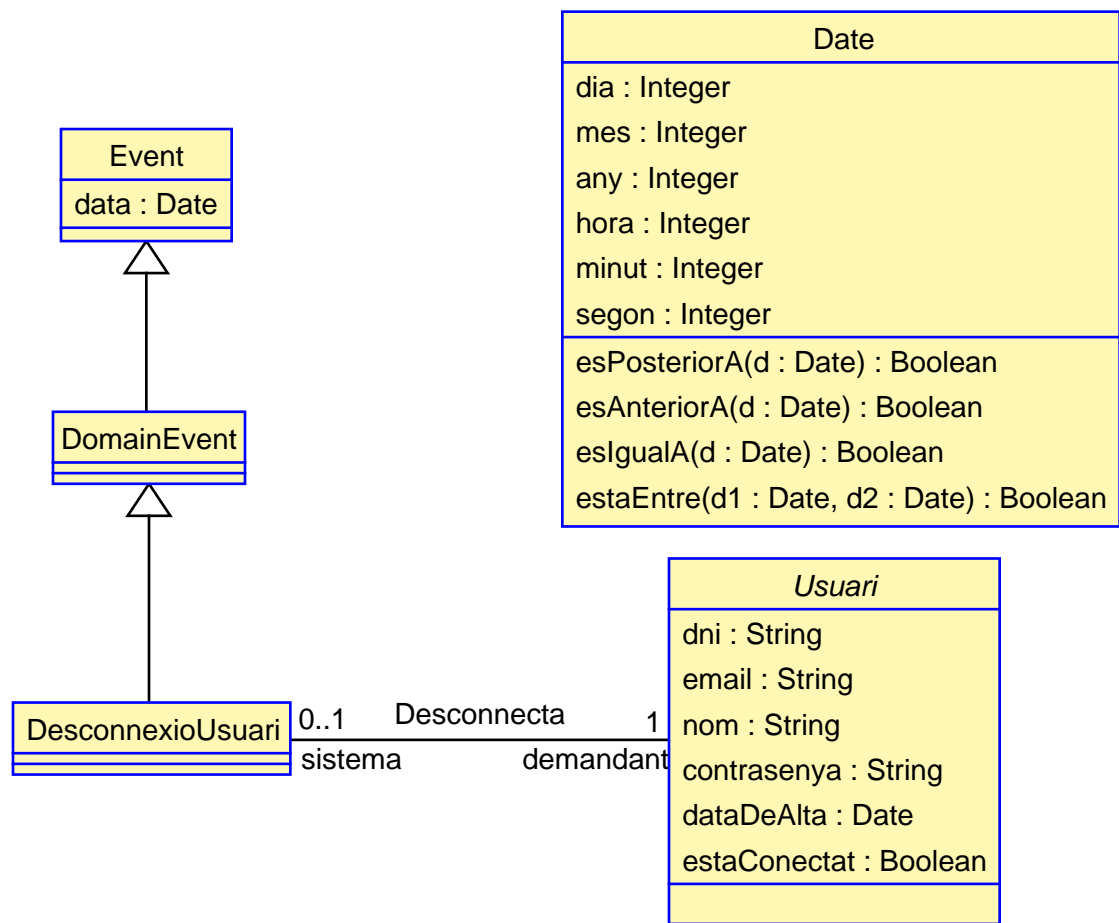 Date
dia : Integer
mes : Integer
any : Integer
hora : Integer
minut : Integer
segon : Integer
esPosteriorA(d : Date) : Boolean
esAnteriorA(d : Date) : Boolean
esIgualA(d : Date) : Boolean
estaEntre(d1 : Date, d2 : Date) : Boolean
Event
data : Date
DomainEvent
DesconnexioUsuari
0..1 Desconnecta 1
sistema demandant
Usuari
dni : String
email : String
nom : String
contrasenya : String
dataDeAlta : Date
estaConectat : Boolean